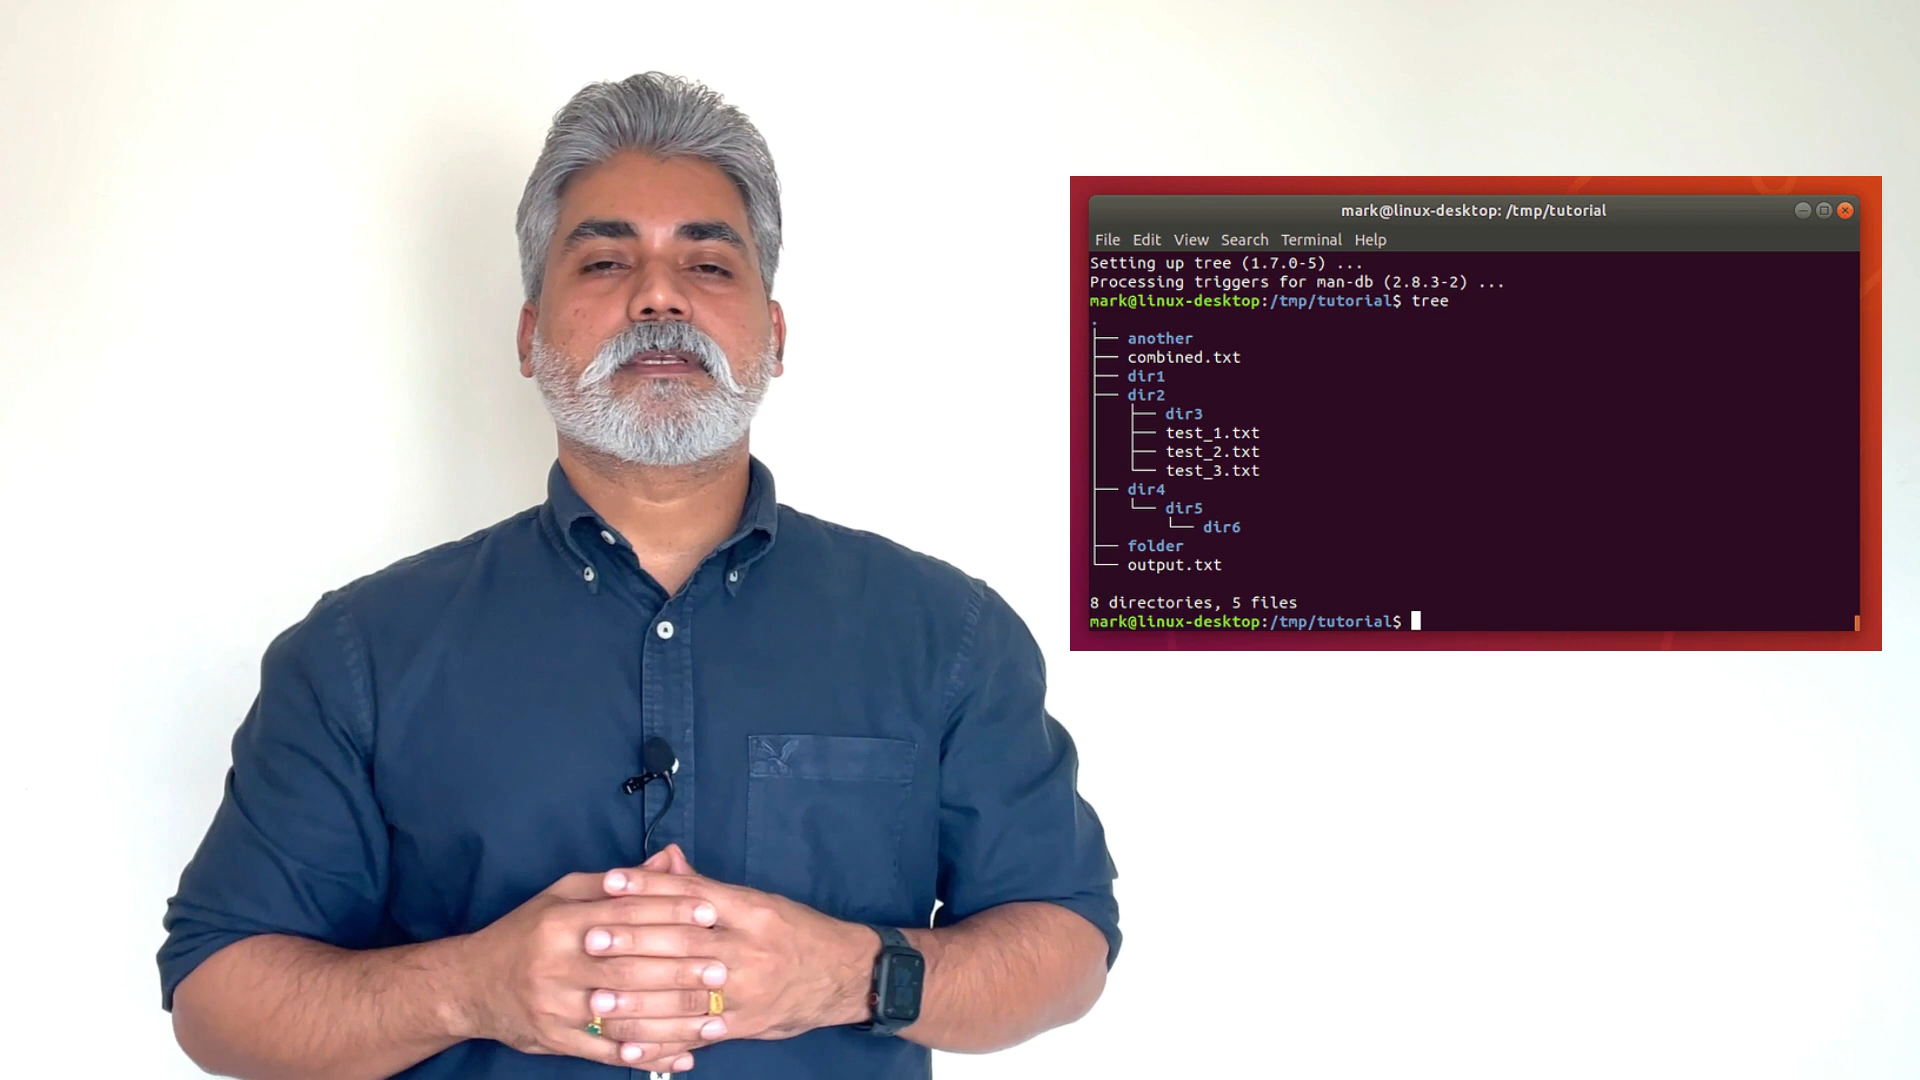 mark@linux-desktop: /tmp/tutorial
File Edit View Search Terminal Help
Setting up tree (1.7.0-5) ...
Processing triggers for man-db (2.8.3-2) ...
mark@linux-desktop:/tmp/tutorial$ tree
.
├── another
├── combined.txt
├── dir1
├── dir2
│   ├── dir3
│   ├── test_1.txt
│   ├── test_2.txt
│   └── test_3.txt
├── dir4
│   └── dir5
│       └── dir6
├── folder
└── output.txt
8 directories, 5 files
mark@linux-desktop:/tmp/tutorial$